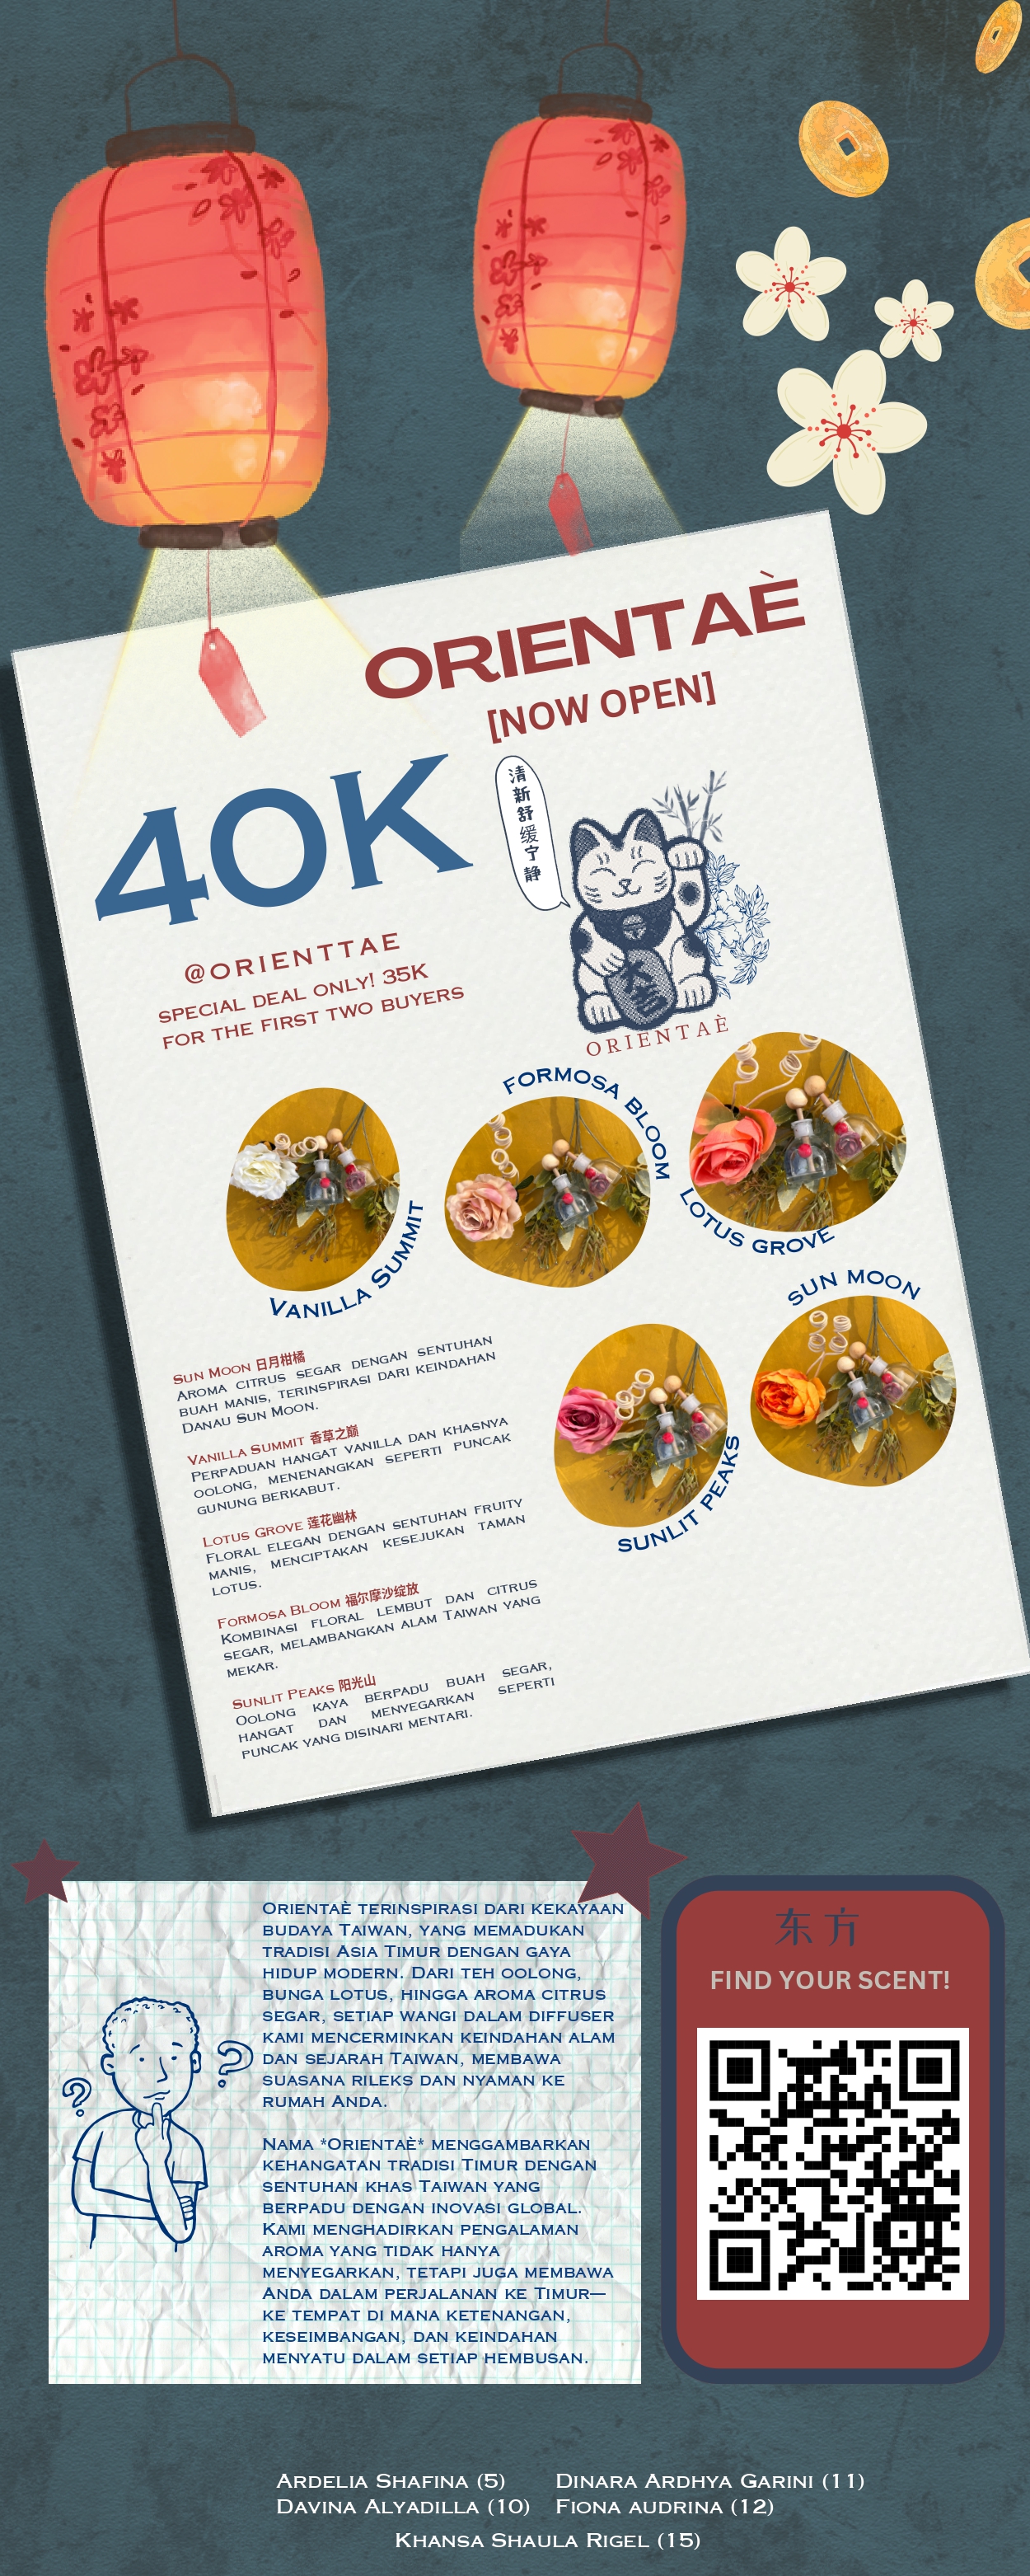 ORIENTAÈ
[NOW OPEN]
40K
清新舒缓宁静
@ORIENTTAE
SPECIAL DEAL ONLY! 35K
FOR THE FIRST TWO BUYERS
大吉
ORIENTAÈ
VANILLA SUMMIT
FORMOSA BLOOM
LOTUS GROVE
SUN MOON
SUNLIT PEAKS
SUN MOON 日月柑橘
AROMA CITRUS SEGAR DENGAN SENTUHAN
BUAH MANIS, TERINSPIRASI DARI KEINDAHAN
DANAU SUN MOON.
VANILLA SUMMIT 香草之巅
PERPADUAN HANGAT VANILLA DAN KHASNYA
OOLONG, MENENANGKAN SEPERTI PUNCAK
GUNUNG BERKABUT.
LOTUS GROVE 莲花幽林
FLORAL ELEGAN DENGAN SENTUHAN FRUITY
MANIS, MENCIPTAKAN KESEJUKAN TAMAN
LOTUS.
FORMOSA BLOOM 福尔摩沙绽放
KOMBINASI FLORAL LEMBUT DAN CITRUS
SEGAR, MELAMBANGKAN ALAM TAIWAN YANG
MEKAR.
SUNLIT PEAKS 阳光山
OOLONG KAYA BERPADU BUAH SEGAR,
HANGAT DAN MENYEGARKAN SEPERTI
PUNCAK YANG DISINARI MENTARI.
ORIENTAÈ TERINSPIRASI DARI KEKAYAAN
BUDAYA TAIWAN, YANG MEMADUKAN
TRADISI ASIA TIMUR DENGAN GAYA
HIDUP MODERN. DARI TEH OOLONG,
BUNGA LOTUS, HINGGA AROMA CITRUS
SEGAR, SETIAP WANGI DALAM DIFFUSER
KAMI MENCERMINKAN KEINDAHAN ALAM
DAN SEJARAH TAIWAN, MEMBAWA
SUASANA RILEKS DAN NYAMAN KE
RUMAH ANDA.
NAMA *ORIENTAÈ* MENGGAMBARKAN
KEHANGATAN TRADISI TIMUR DENGAN
SENTUHAN KHAS TAIWAN YANG
BERPADU DENGAN INOVASI GLOBAL.
KAMI MENGHADIRKAN PENGALAMAN
AROMA YANG TIDAK HANYA
MENYEGARKAN, TETAPI JUGA MEMBAWA
ANDA DALAM PERJALANAN KE TIMUR—
KE TEMPAT DI MANA KETENANGAN,
KESEIMBANGAN, DAN KEINDAHAN
MENYATU DALAM SETIAP HEMBUSAN.
? ?
东方
FIND YOUR SCENT!
ARDELIA SHAFINA (5) DINARA ARDHYA GARINI (11)
DAVINA ALYADILLA (10) FIONA AUDRINA (12)
KHANSA SHAULA RIGEL (15)